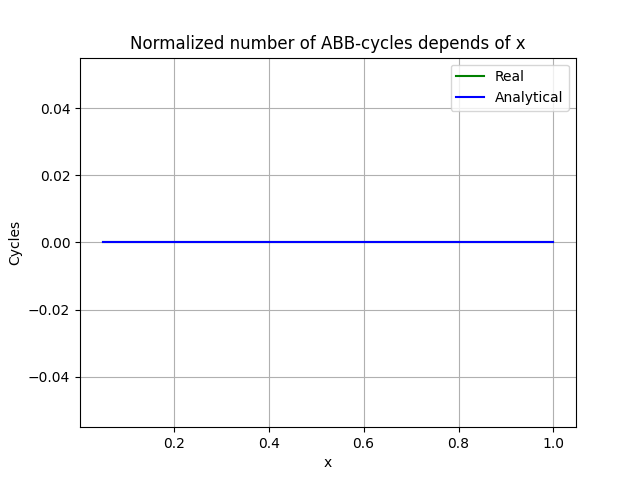 Normalized number of ABB-cycles depends of x
Real
Analytical
0.04
0.02
0.00
−0.02
−0.04
Cycles
0.2
0.4
0.6
0.8
1.0
x